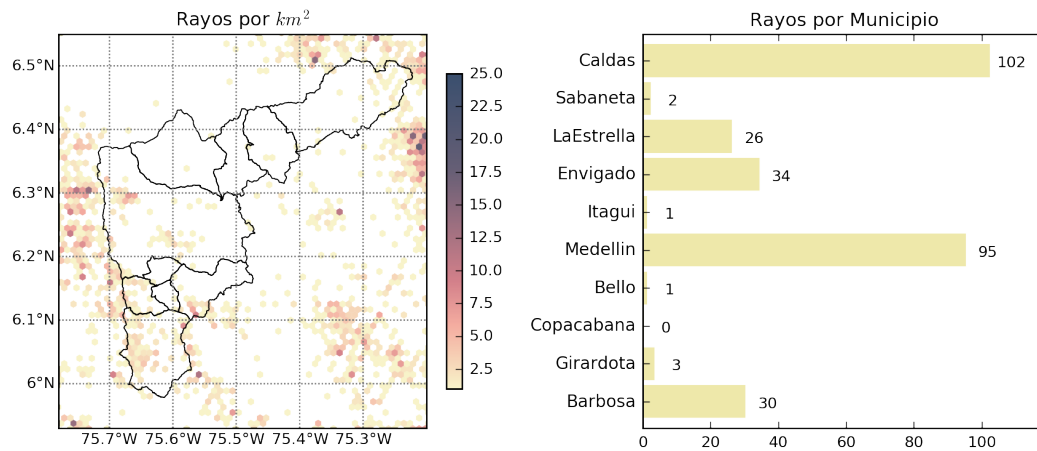 Rayos por km²
6.5°N
6.4°N
6.3°N
6.2°N
6.1°N
6°N
75.7°W 75.6°W 75.5°W 75.4°W 75.3°W
25.0
22.5
20.0
17.5
15.0
12.5
10.0
7.5
5.0
2.5
Rayos por Municipio
Caldas 102
Sabaneta 2
LaEstrella 26
Envigado 34
Itagui 1
Medellin 95
Bello 1
Copacabana 0
Girardota 3
Barbosa 30
0 20 40 60 80 100